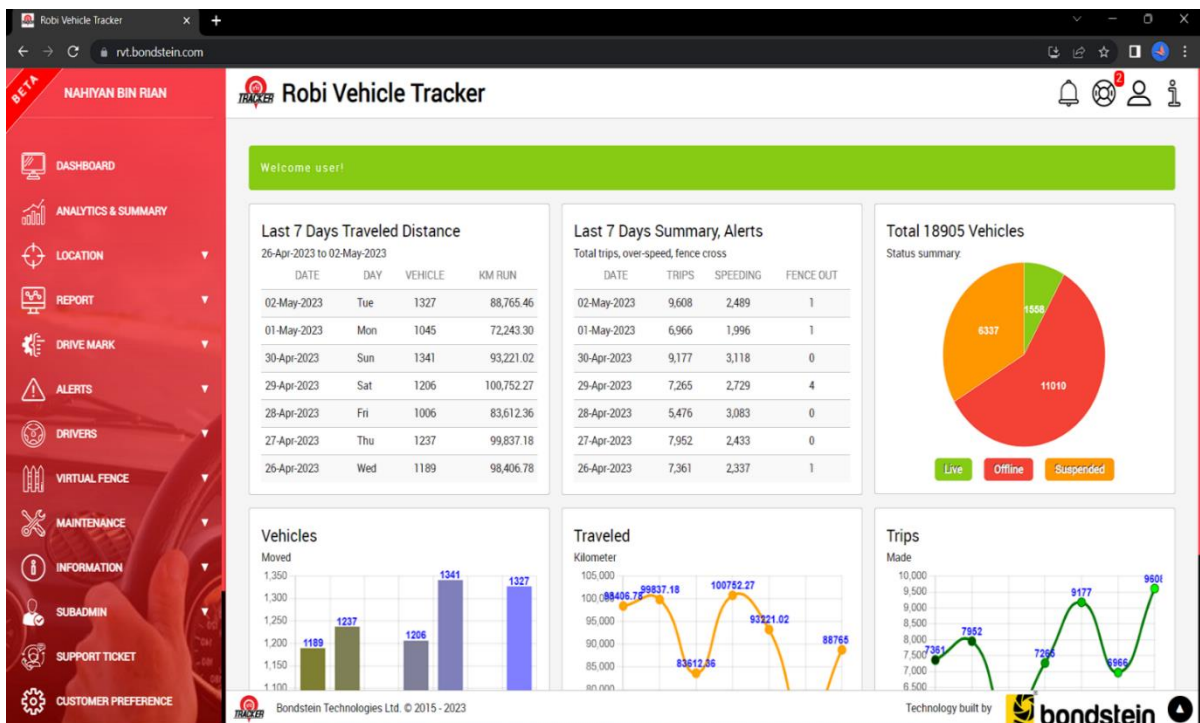 Robi Vehicle Tracker
rvt.bondstein.com
BETA
NAHIYAN BIN RIAN
DASHBOARD
ANALYTICS & SUMMARY
LOCATION
REPORT
DRIVE MARK
ALERTS
DRIVERS
VIRTUAL FENCE
MAINTENANCE
INFORMATION
SUBADMIN
SUPPORT TICKET
CUSTOMER PREFERENCE
TRACKER
Robi Vehicle Tracker
2
Welcome user!
Last 7 Days Traveled Distance
26-Apr-2023 to 02-May-2023
DATE DAY VEHICLE KM RUN
02-May-2023 Tue 1327 88,765.46
01-May-2023 Mon 1045 72,243.30
30-Apr-2023 Sun 1341 93,221.02
29-Apr-2023 Sat 1206 100,752.27
28-Apr-2023 Fri 1006 83,612.36
27-Apr-2023 Thu 1237 99,837.18
26-Apr-2023 Wed 1189 98,406.78
Last 7 Days Summary, Alerts
Total trips, over-speed, fence cross
DATE TRIPS SPEEDING FENCE OUT
02-May-2023 9,608 2,489 1
01-May-2023 6,966 1,996 1
30-Apr-2023 9,177 3,118 0
29-Apr-2023 7,265 2,729 4
28-Apr-2023 5,476 3,083 0
27-Apr-2023 7,952 2,433 0
26-Apr-2023 7,361 2,337 1
Total 18905 Vehicles
Status summary.
1558
6337
11010
Live Offline Suspended
Vehicles
Moved
1,350
1,300
1,250
1,200
1,150
1,100
1189
1237
1206
1341
1327
Traveled
Kilometer
105,000
100,000
95,000
90,000
85,000
80,000
98406.78
99837.18
83612.36
100752.27
93221.02
88765
Trips
Made
10,000
9,500
9,000
8,500
8,000
7,500
7,000
6,500
7361
7952
7265
9177
6966
9608
TRACKER
Bondstein Technologies Ltd. © 2015 - 2023
Technology built by
bondstein